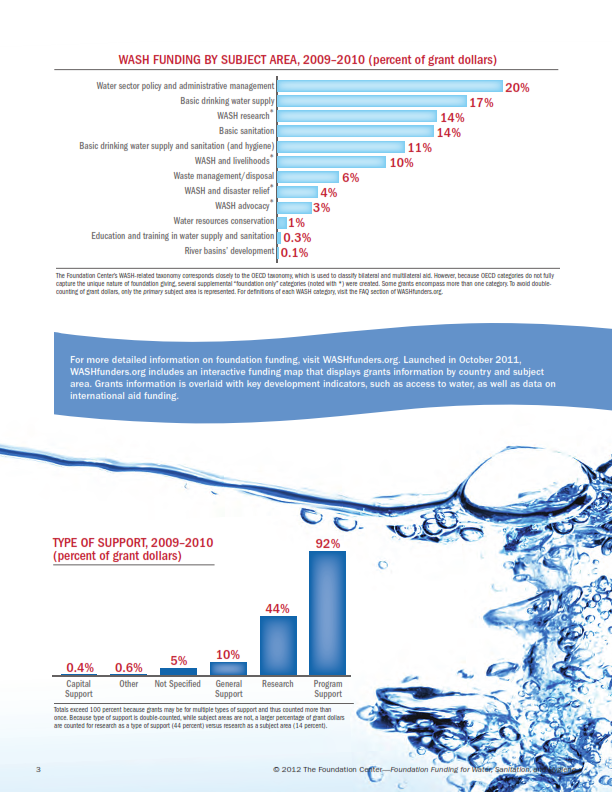 WASH FUNDING BY SUBJECT AREA, 2009–2010 (percent of grant dollars)
Water sector policy and administrative management 20%
Basic drinking water supply 17%
WASH research* 14%
Basic sanitation 14%
Basic drinking water supply and sanitation (and hygiene) 11%
WASH and livelihoods* 10%
Waste management/disposal 6%
WASH and disaster relief* 4%
WASH advocacy* 3%
Water resources conservation 1%
Education and training in water supply and sanitation 0.3%
River basins' development 0.1%
The Foundation Center's WASH-related taxonomy corresponds closely to the OECD taxonomy, which is used to classify bilateral and multilateral aid. However, because OECD categories do not fully
capture the unique nature of foundation giving, several supplemental "foundation only" categories (noted with *) were created. Some grants encompass more than one category. To avoid double-
counting of grant dollars, only the primary subject area is represented. For definitions of each WASH category, visit the FAQ section of WASHfunders.org.
For more detailed information on foundation funding, visit WASHfunders.org. Launched in October 2011,
WASHfunders.org includes an interactive funding map that displays grants information by country and subject
area. Grants information is overlaid with key development indicators, such as access to water, as well as data on
international aid funding.
TYPE OF SUPPORT, 2009–2010
(percent of grant dollars)
92%
44%
10%
5%
0.6%
0.4%
Capital Other Not Specified General Research Program
Support Support Support
Totals exceed 100 percent because grants may be for multiple types of support and thus counted more than
once. Because type of support is double-counted, while subject areas are not, a larger percentage of grant dollars
are counted for research as a type of support (44 percent) versus research as a subject area (14 percent).
3 © 2012 The Foundation Center—Foundation Funding for Water, Sanitation,